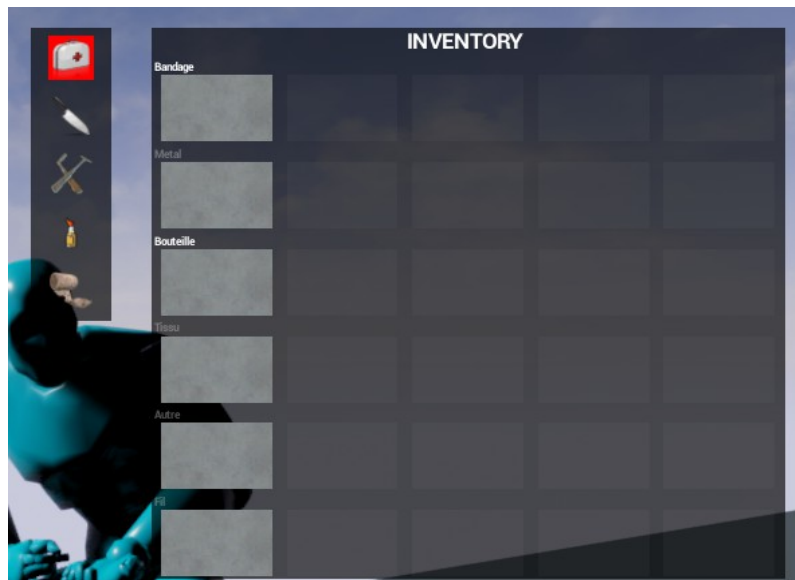 INVENTORY
Bandage
Metal
Bouteille
Tissu
Autre
Fil